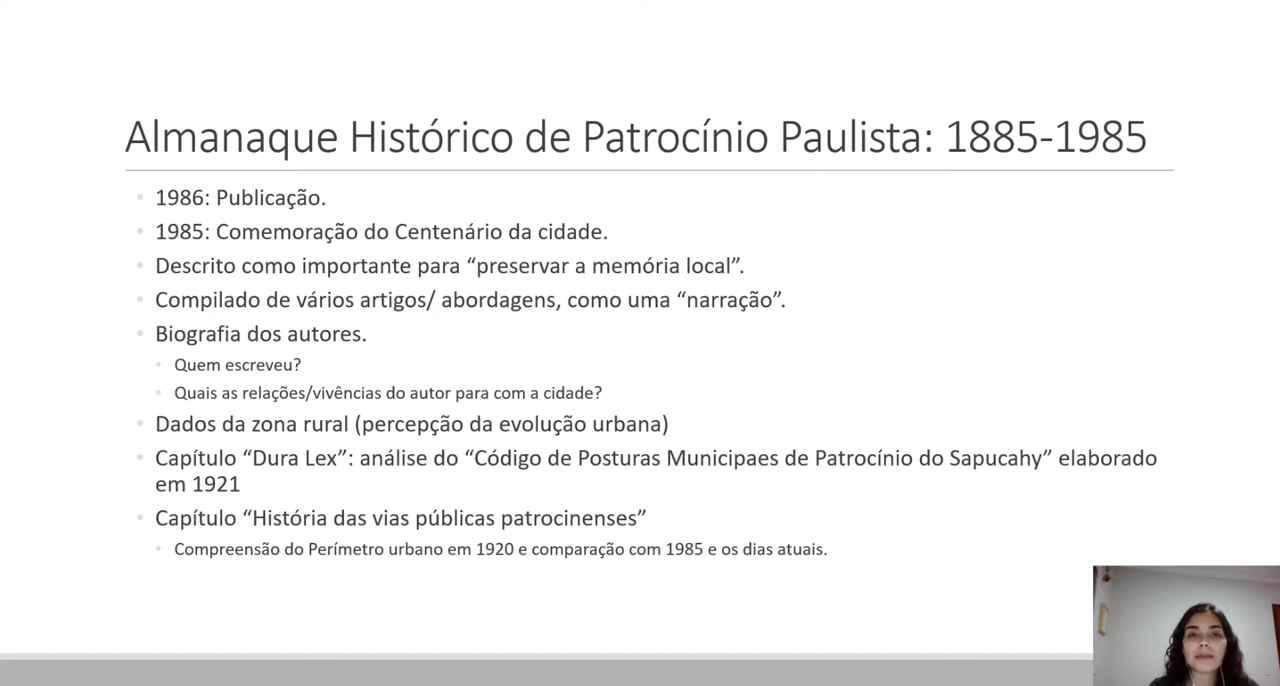 Almanaque Histórico de Patrocínio Paulista: 1885-1985
• 1986: Publicação.
• 1985: Comemoração do Centenário da cidade.
• Descrito como importante para “preservar a memória local”.
• Compilado de vários artigos/ abordagens, como uma “narração”.
• Biografia dos autores.
• Quem escreveu?
• Quais as relações/vivências do autor para com a cidade?
• Dados da zona rural (percepção da evolução urbana)
• Capítulo “Dura Lex”: análise do “Código de Posturas Municipaes de Patrocínio do Sapucahy” elaborado
em 1921
• Capítulo “História das vias públicas patrocinenses”
• Compreensão do Perímetro urbano em 1920 e comparação com 1985 e os dias atuais.